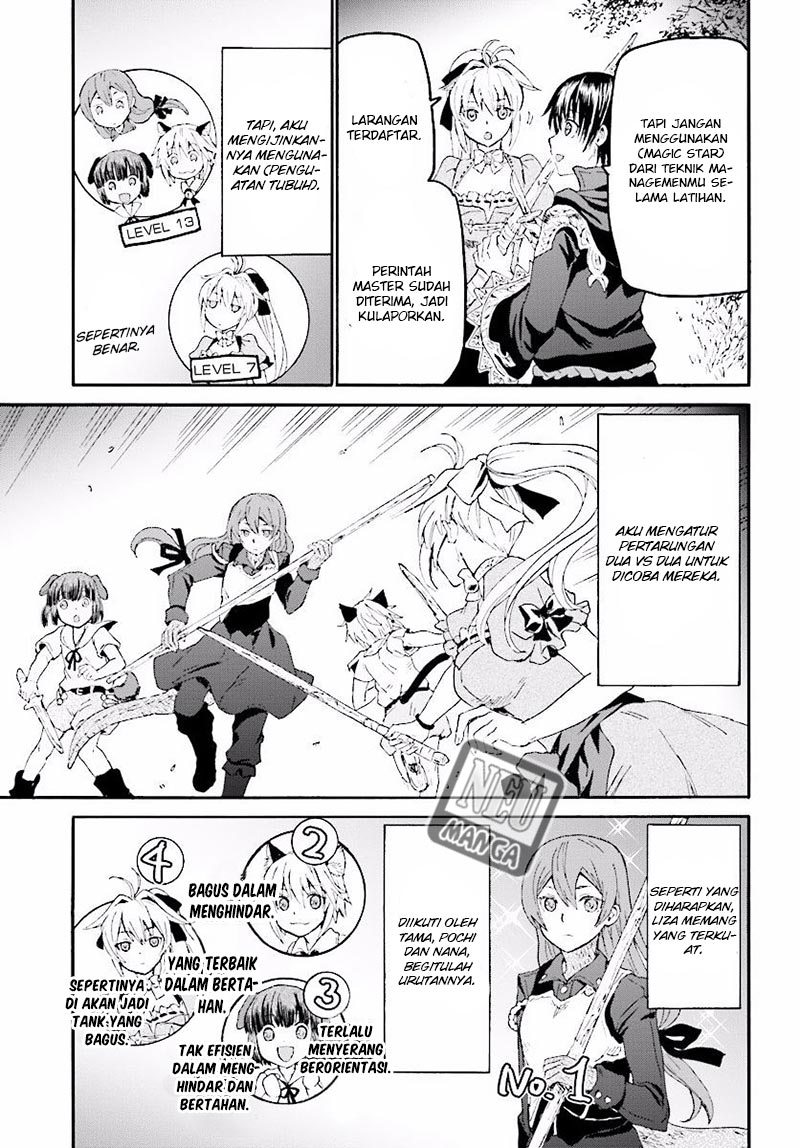 TAPI JANGAN
MENGGUNAKAN
(MAGIC STAR)
DARI TEKNIK MA-
NAGEMENMU SE-
LAMA LATIHAN.
LARANGAN
TERDAFTAR.
PERINTAH
MASTER SUDAH
DITERIMA, JADI
KULAPORKAN.
TAPI, AKU
MENGIJINKAN-
NYA MENGUNA-
KAN (PENGU-
ATAN TUBUH).
LEVEL 13
SEPERTINYA
BENAR.
LEVEL 7
AKU MENGATUR
PERTARUNGAN
DUA VS DUA UNTUK
DICOBA MEREKA.
NEU
MANGA
SEPERTI YANG
DIHARAPKAN,
LIZA MEMANG
YANG TERKU-
AT.
No. 1
DIIKUTI OLEH
TAMA, POCHI
DAN NANA,
BEGITULAH
URUTANNYA.
2
BAGUS DALAM
MENGHINDAR.
3
TERLALU
MENYERANG
BERORIENTASI.
TAK EFISIEN
DALAM MENG-
HINDAR DAN
BERTAHAN.
4
YANG TERBAIK
DALAM BERTA-
HAN.
SEPERTINYA
DI AKAN JADI
TANK YANG
BAGUS.